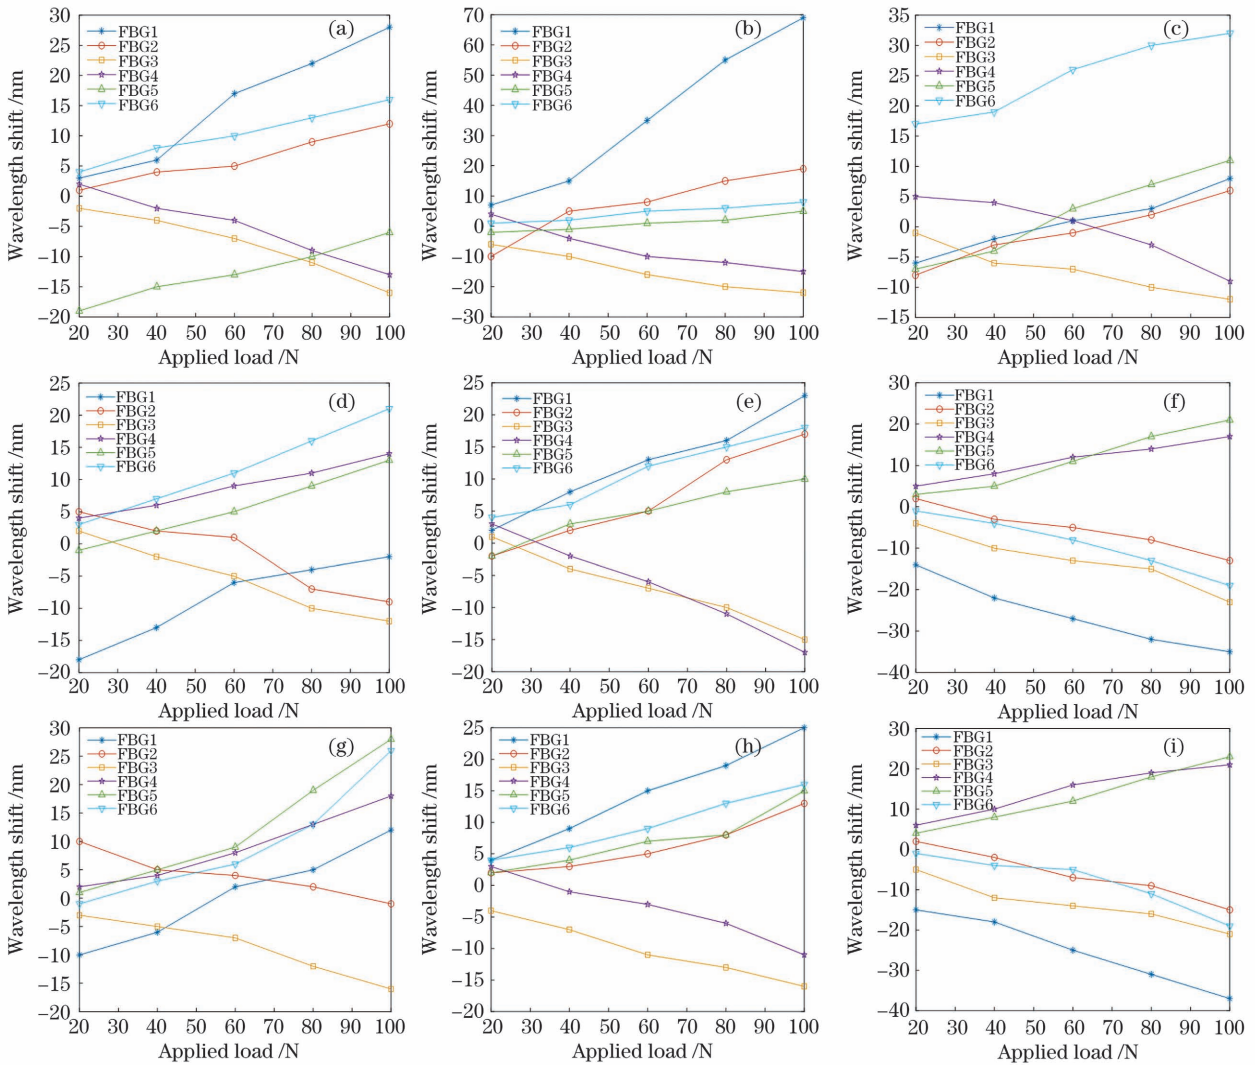 (a)
FBG1
FBG2
FBG3
FBG4
FBG5
FBG6
Wavelength shift /nm
30
25
20
15
10
5
0
−5
−10
−15
−20
20 30 40 50 60 70 80 90 100
Applied load /N
(b)
FBG1
FBG2
FBG3
FBG4
FBG5
FBG6
Wavelength shift /nm
70
60
50
40
30
20
10
0
−10
−20
−30
20 30 40 50 60 70 80 90 100
Applied load /N
(c)
FBG1
FBG2
FBG3
FBG4
FBG5
FBG6
Wavelength shift /nm
35
30
25
20
15
10
5
0
−5
−10
−15
20 30 40 50 60 70 80 90 100
Applied load /N
(d)
FBG1
FBG2
FBG3
FBG4
FBG5
FBG6
Wavelength shift /nm
25
20
15
10
5
0
−5
−10
−15
−20
20 30 40 50 60 70 80 90 100
Applied load /N
(e)
FBG1
FBG2
FBG3
FBG4
FBG5
FBG6
Wavelength shift /nm
25
20
15
10
5
0
−5
−10
−15
−20
20 30 40 50 60 70 80 90 100
Applied load /N
(f)
FBG1
FBG2
FBG3
FBG4
FBG5
FBG6
Wavelength shift /nm
30
20
10
0
−10
−20
−30
−40
20 30 40 50 60 70 80 90 100
Applied load /N
(g)
FBG1
FBG2
FBG3
FBG4
FBG5
FBG6
Wavelength shift /nm
30
25
20
15
10
5
0
−5
−10
−15
−20
20 30 40 50 60 70 80 90 100
Applied load /N
(h)
FBG1
FBG2
FBG3
FBG4
FBG5
FBG6
Wavelength shift /nm
25
20
15
10
5
0
−5
−10
−15
−20
20 30 40 50 60 70 80 90 100
Applied load /N
(i)
FBG1
FBG2
FBG3
FBG4
FBG5
FBG6
Wavelength shift /nm
30
20
10
0
−10
−20
−30
−40
20 30 40 50 60 70 80 90 100
Applied load /N